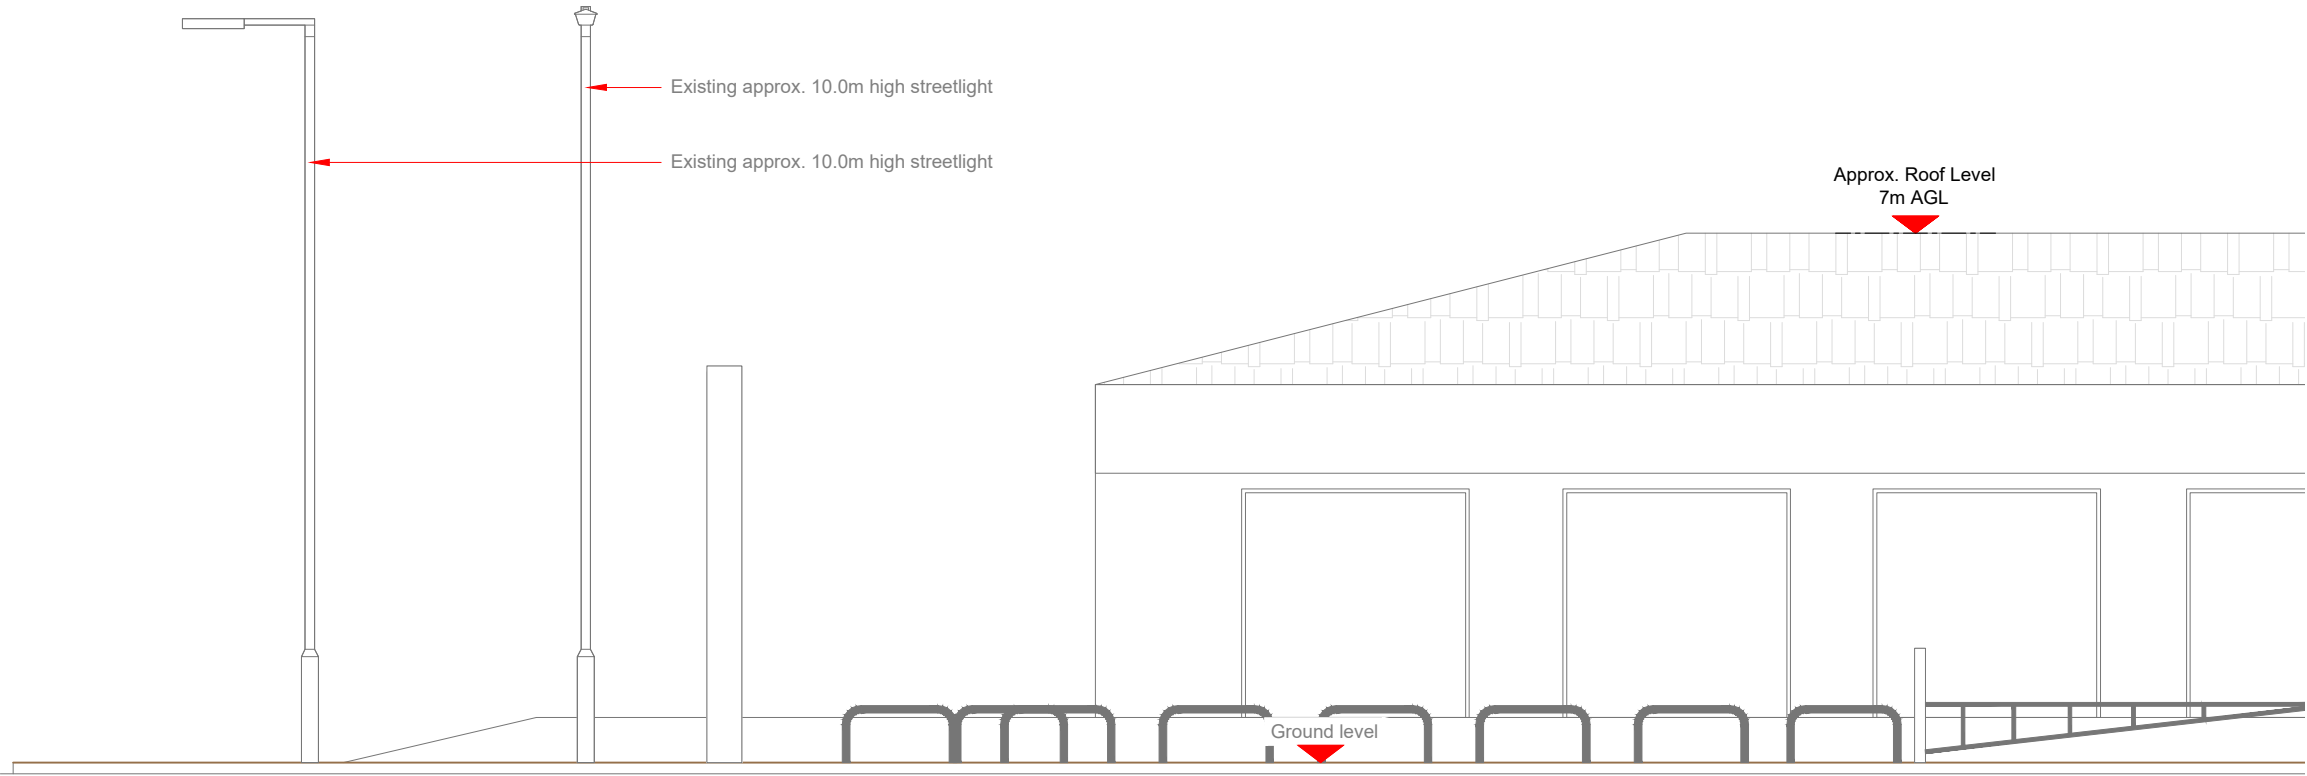 Existing approx. 10.0m high streetlight
Existing approx. 10.0m high streetlight
Approx. Roof Level
7m AGL
Ground level